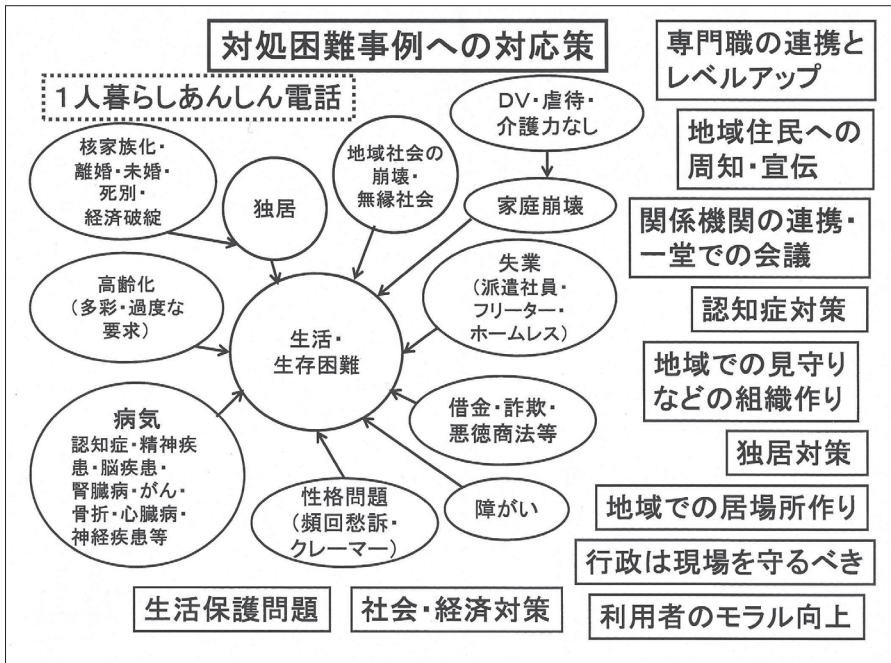 対処困難事例への対応策
1人暮らしあんしん電話
専門職の連携と
レベルアップ
DV・虐待・
介護力なし
地域住民への
周知・宣伝
核家族化・
離婚・未婚・
死別・
経済破綻
独居
地域社会の
崩壊・
無縁社会
家庭崩壊
関係機関の連携・
一堂での会議
高齢化
(多彩・過度な
要求)
失業
(派遣社員・
フリーター・
ホームレス)
認知症対策
生活・
生存困難
地域での見守り
などの組織作り
病気
認知症・精神疾
患・脳疾患・
腎臓病・がん・
骨折・心臓病・
神経疾患等
借金・詐欺・
悪徳商法等
独居対策
性格問題
(頻回愁訴・
クレーマー)
障がい
地域での居場所作り
行政は現場を守るべき
生活保護問題
社会・経済対策
利用者のモラル向上